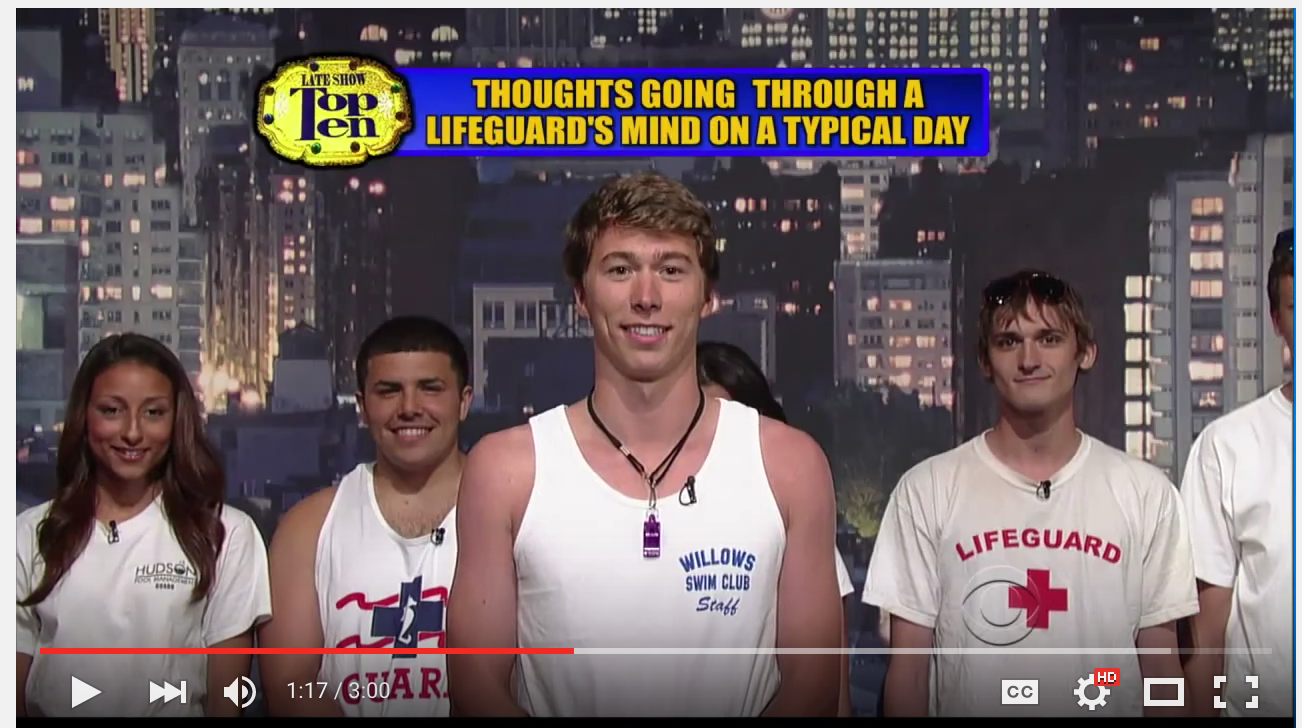 LATE SHOW
Top
Ten
THOUGHTS GOING THROUGH A
LIFEGUARD'S MIND ON A TYPICAL DAY
HUDSON
POOL MANAGEMENT
GUARD
GUAR
WILLOWS
SWIM CLUB
Staff
LIFEGUARD
1:17 / 3:00
CC
HD